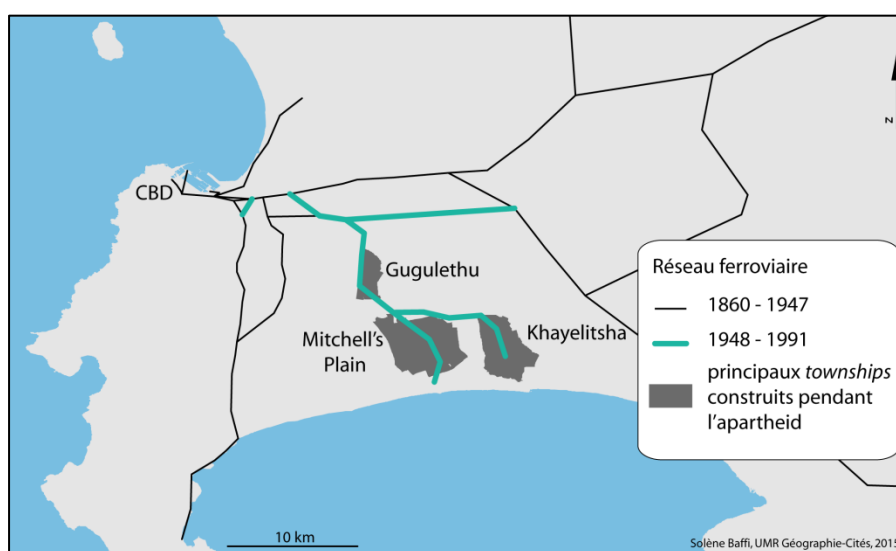 CBD
Gugulethu
Mitchell's
Plain
Khayelitsha
Réseau ferroviaire
1860 - 1947
1948 - 1991
principaux townships
construits pendant
l'apartheid
N
10 km
Solène Baffi, UMR Géographie-Cités, 2013